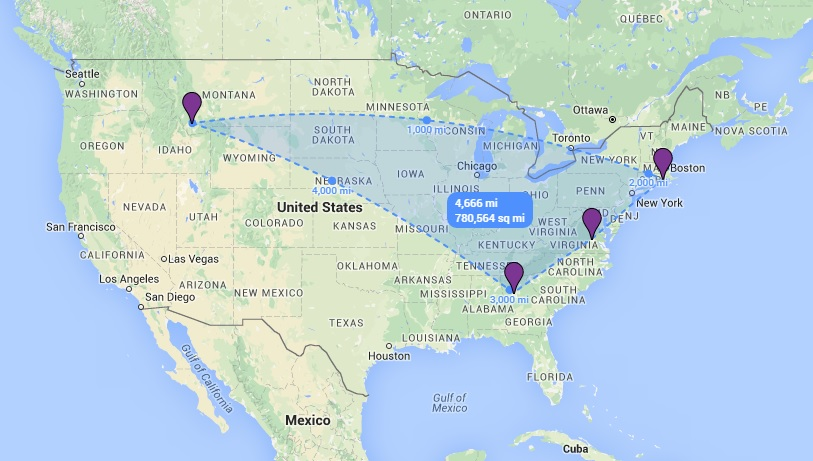 ONTARIO
QUÉBEC
Seattle
WASHINGTON
MONTANA
NORTH
DAKOTA
MINNESOTA
Ottawa
NB
PE
MAINE
NOVA SCOTIA
VT
1,000 mi
CONSIN
MICHIGAN
Toronto
OREGON
IDAHO
SOUTH
DAKOTA
WYOMING
Chicago
NEW YORK
MA
Boston
2,000 mi
IOWA
NEBRASKA
4,000 mi
ILLINOIS
OHIO
PENN
New York
NEVADA
UTAH
COLORADO
United States
KANSAS
MISSOURI
4,666 mi
780,564 sq mi
WEST
VIRGINIA
DE
NJ
KENTUCKY
VIRGINIA
San Francisco
CALIFORNIA
Las Vegas
Los Angeles
ARIZONA
San Diego
NEW MEXICO
OKLAHOMA
ARKANSAS
TENNESS
NORTH
CAROLINA
MISSISSIPPI
3,000 mi
SOUTH
CAROLINA
ALABAMA
GEORGIA
TEXAS
LOUISIANA
Houston
FLORIDA
Gulf of California
Gulf of
Mexico
Mexico
Cuba